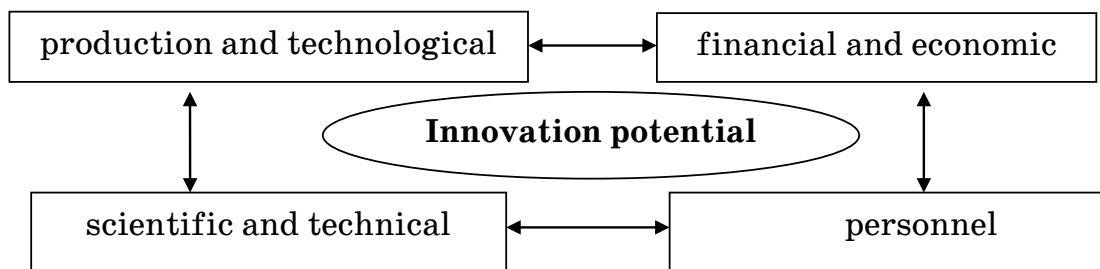 production and technological
financial and economic
Innovation potential
scientific and technical
personnel